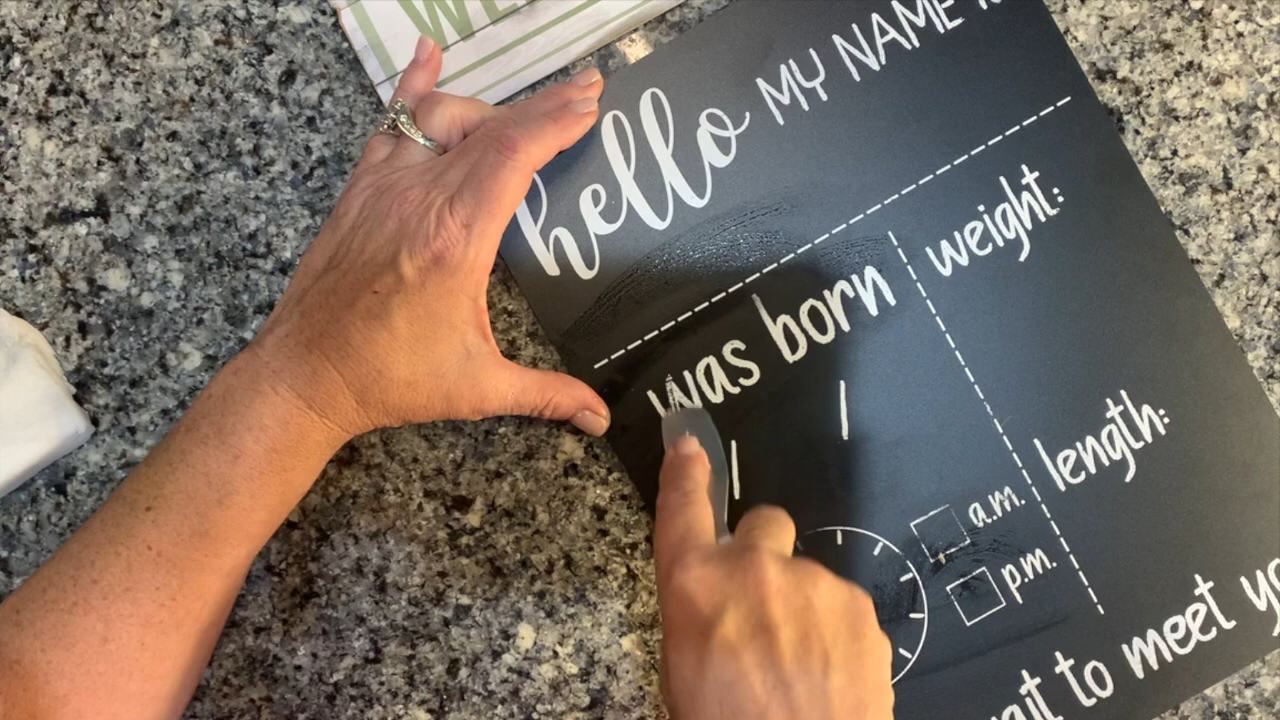 hello MY NAME
was born
weight:
/ /
length:
a.m.
p.m.
to meet